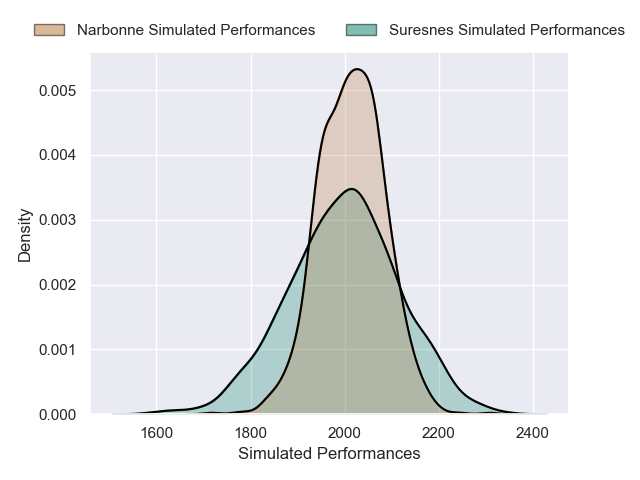 Narbonne Simulated Performances Suresnes Simulated Performances
0.005
0.004
0.003
0.002
0.001
0.000
Density
1600 1800 2000 2200 2400
Simulated Performances